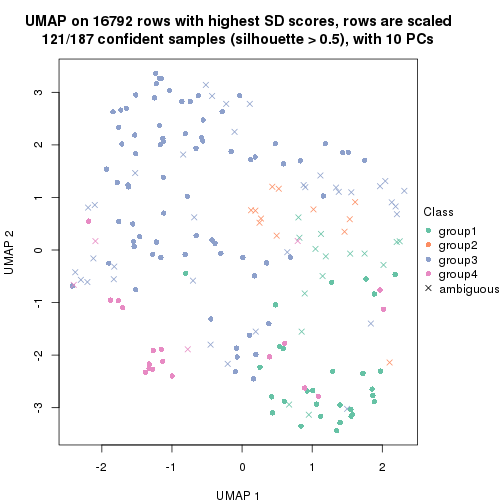 UMAP on 16792 rows with highest SD scores, rows are scaled
121/187 confident samples (silhouette > 0.5), with 10 PCs
3
2
1
0
-1
-2
-3
UMAP 2
-2
-1
0
1
2
UMAP 1
Class
group1
group2
group3
group4
ambiguous